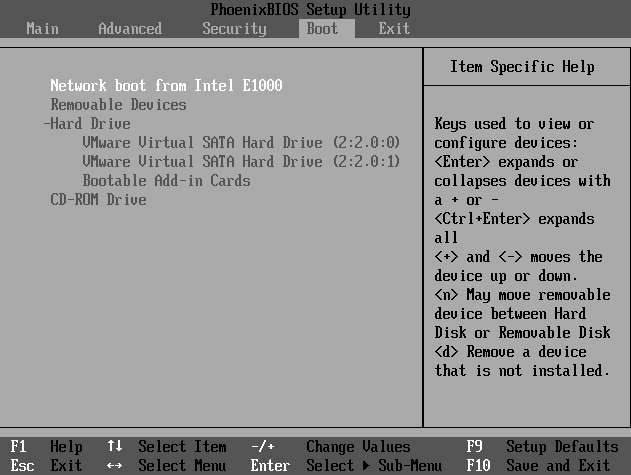 PhoenixBIOS Setup Utility
Main Advanced Security Boot Exit
Network boot from Intel E1000
Removable Devices
-Hard Drive
VMware Virtual SATA Hard Drive (2:2.0:0)
VMware Virtual SATA Hard Drive (2:2.0:1)
Bootable Add-in Cards
CD-ROM Drive
Item Specific Help
Keys used to view or
configure devices:
<Enter> expands or
collapses devices with
a + or -
<Ctrl+Enter> expands
all
<+> and <-> moves the
device up or down.
<n> May move removable
device between Hard
Disk or Removable Disk
<d> Remove a device
that is not installed.
F1 Help ↑↓ Select Item -/+ Change Values F9 Setup Defaults
Esc Exit ↔ Select Menu Enter Select ▶ Sub-Menu F10 Save and Exit